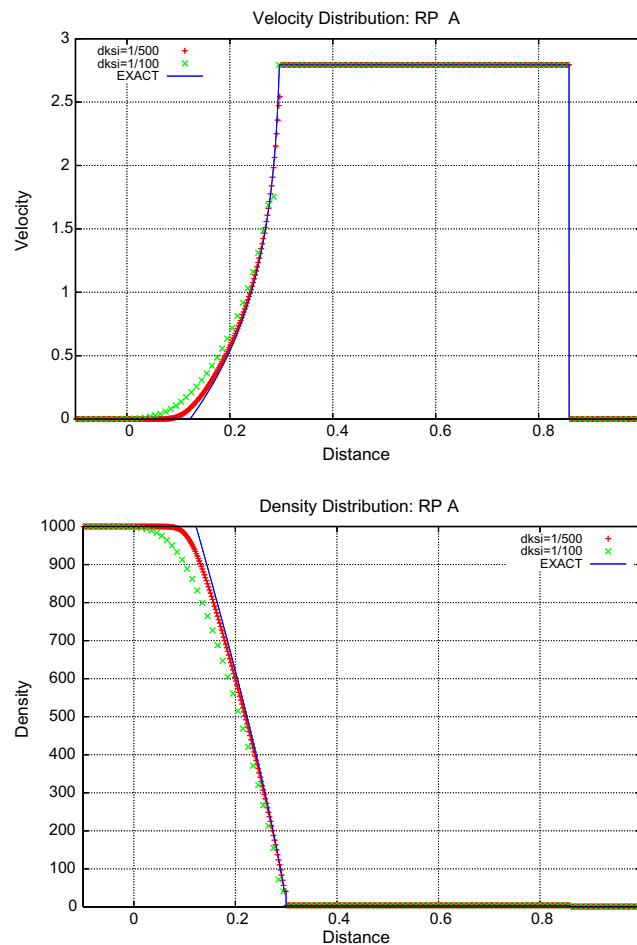 Velocity Distribution: RP A
dksi=1/500
dksi=1/100
EXACT
3
2.5
2
1.5
1
0.5
0
Velocity
0 0.2 0.4 0.6 0.8
Distance
Density Distribution: RP A
dksi=1/500
dksi=1/100
EXACT
1000
900
800
700
600
500
400
300
200
100
0
Density
0 0.2 0.4 0.6 0.8
Distance